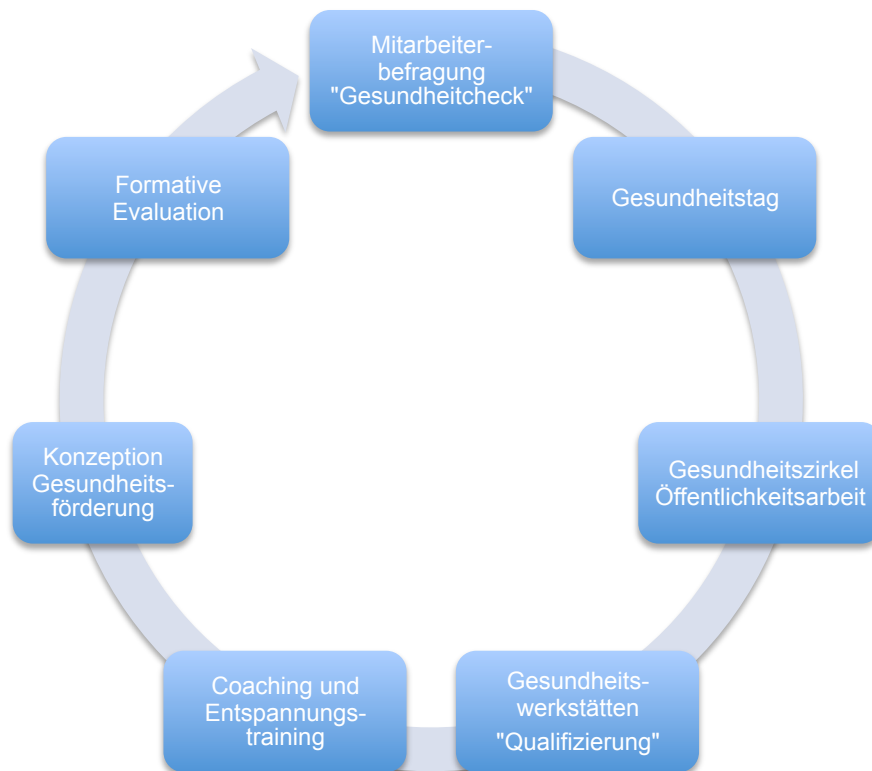 Mitarbeiter-
befragung
"Gesundheitcheck"
Gesundheitstag
Gesundheitszirkel
Öffentlichkeitsarbeit
Gesundheits-
werkstätten
"Qualifizierung"
Coaching und
Entspannungs-
training
Konzeption
Gesundheits-
förderung
Formative
Evaluation